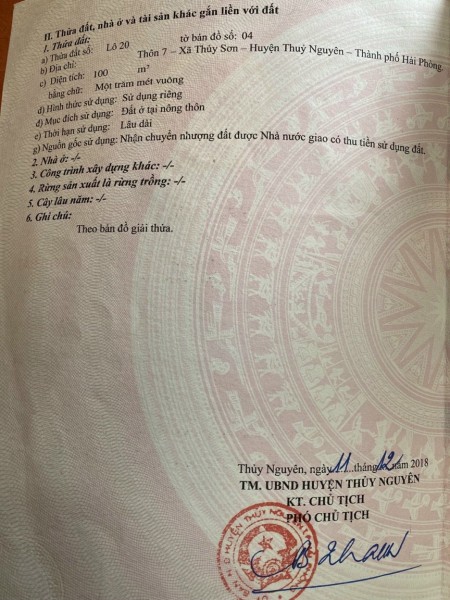 II. Thửa đất, nhà ở và tài sản khác gắn liền với đất
1. Thửa đất:
a) Thửa đất số: Lô 20 tờ bản đồ số: 04
b) Địa chỉ: Thôn 7 – Xã Thủy Sơn – Huyện Thuỷ Nguyên – Thành phố Hải Phòng.
c) Diện tích: 100 m²
bằng chữ: Một trăm mét vuông
d) Hình thức sử dụng: Sử dụng riêng
đ) Mục đích sử dụng: Đất ở tại nông thôn
e) Thời hạn sử dụng: Lâu dài
g) Nguồn gốc sử dụng: Nhận chuyển nhượng đất được Nhà nước giao có thu tiền sử dụng đất.
2. Nhà ở: -/-
3. Công trình xây dựng khác: -/-
4. Rừng sản xuất là rừng trồng: -/-
5. Cây lâu năm: -/-
6. Ghi chú:
Theo bản đồ giải thửa.
Thủy Nguyên, ngày 11 tháng 12 năm 2018
TM. UBND HUYỆN THỦY NGUYÊN
KT. CHỦ TỊCH
PHÓ CHỦ TỊCH